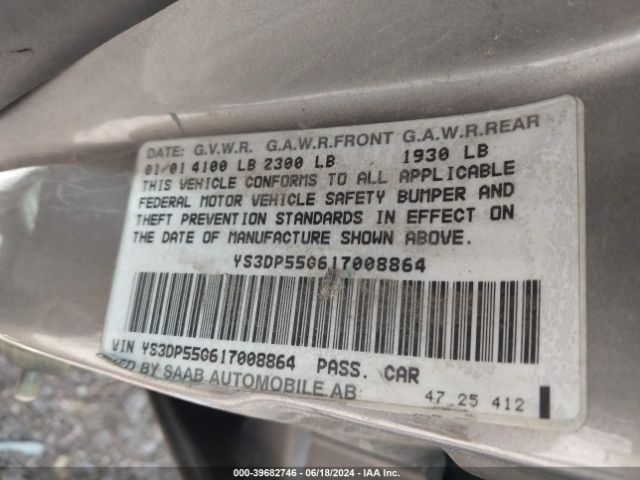 DATE: G.V.W.R. G.A.W.R.FRONT G.A.W.R.REAR
01/01 4100 LB 2300 LB 1930 LB
THIS VEHICLE CONFORMS TO ALL APPLICABLE
FEDERAL MOTOR VEHICLE SAFETY BUMPER AND
THEFT PREVENTION STANDARDS IN EFFECT ON
THE DATE OF MANUFACTURE SHOWN ABOVE.
YS3DP55G617008864
VIN YS3DP55G617008864 PASS. CAR
BY SAAB AUTOMOBILE AB
47 25 412
000-39682746 - 06/18/2024 - IAA Inc.